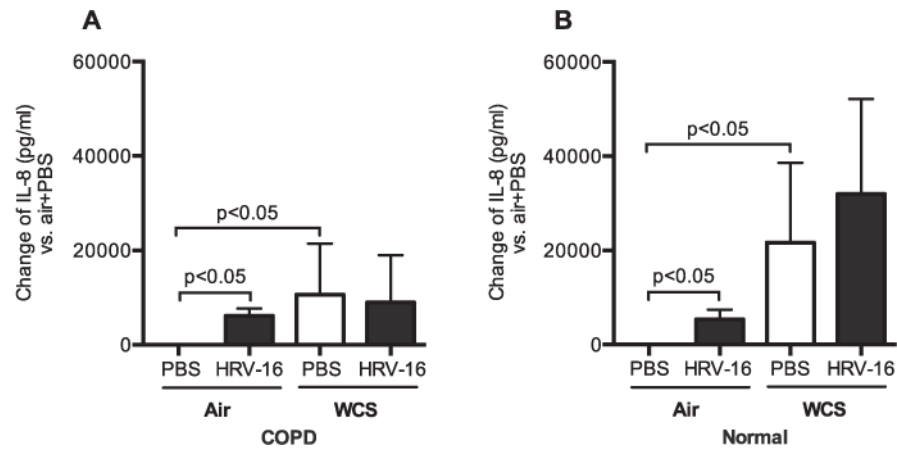 A
Change of IL-8 (pg/ml)
vs. air+PBS
60000
40000
20000
0
p<0.05
p<0.05
PBS HRV-16 PBS HRV-16
Air WCS
COPD
B
Change of IL-8 (pg/ml)
vs. air+PBS
60000
40000
20000
0
p<0.05
p<0.05
PBS HRV-16 PBS HRV-16
Air WCS
Normal